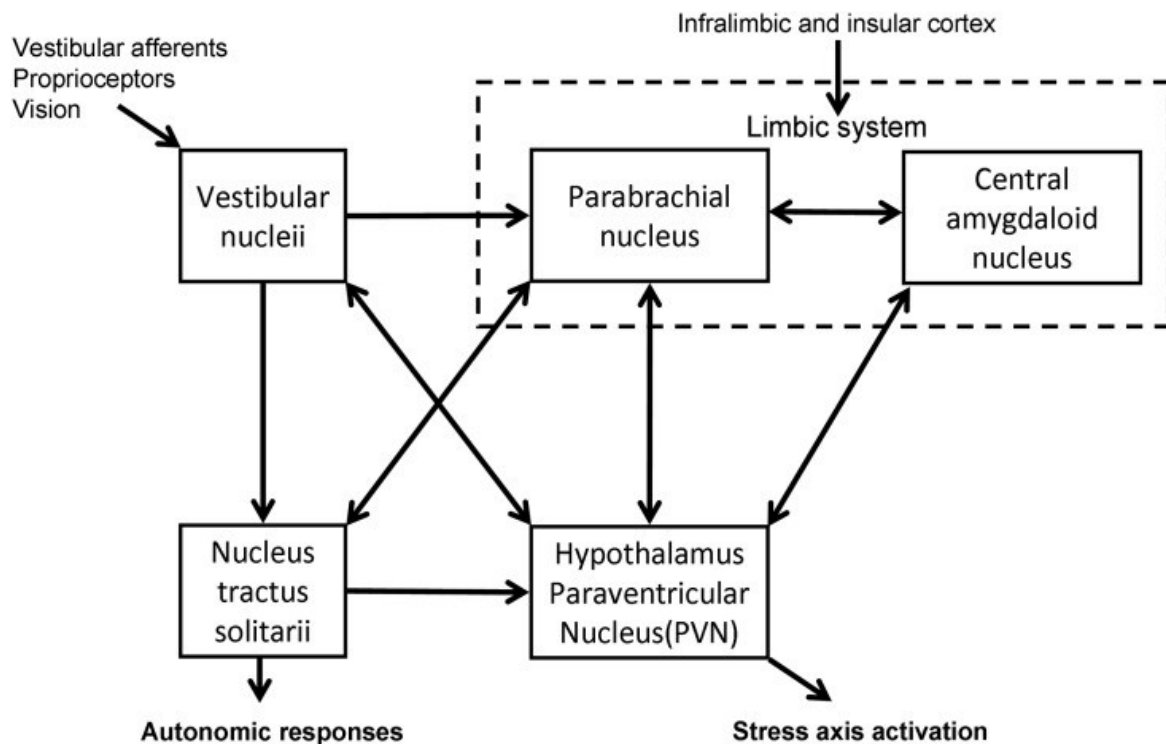 Infralimbic and insular cortex
Vestibular afferents
Proprioceptors
Vision
Limbic system
Vestibular
nucleii
Parabrachial
nucleus
Central
amygdaloid
nucleus
Nucleus
tractus
solitarii
Hypothalamus
Paraventricular
Nucleus(PVN)
Autonomic responses
Stress axis activation